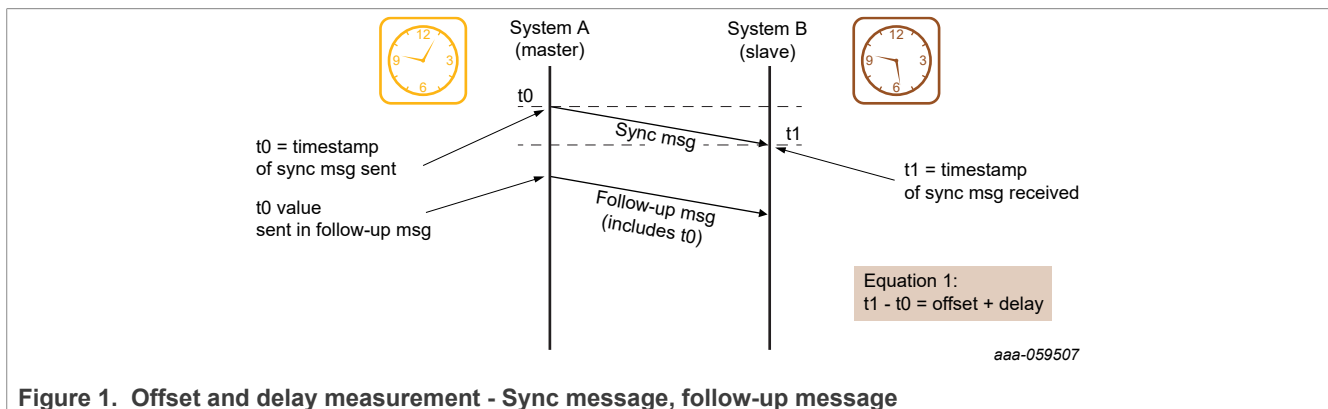 12
9
3
6
System A
(master)
System B
(slave)
12
9
3
6
t0
Sync msg
t1
t0 = timestamp
of sync msg sent
t1 = timestamp
of sync msg received
t0 value
sent in follow-up msg
Follow-up msg
(includes t0)
Equation 1:
t1 - t0 = offset + delay
aaa-059507
Figure 1. Offset and delay measurement - Sync message, follow-up message